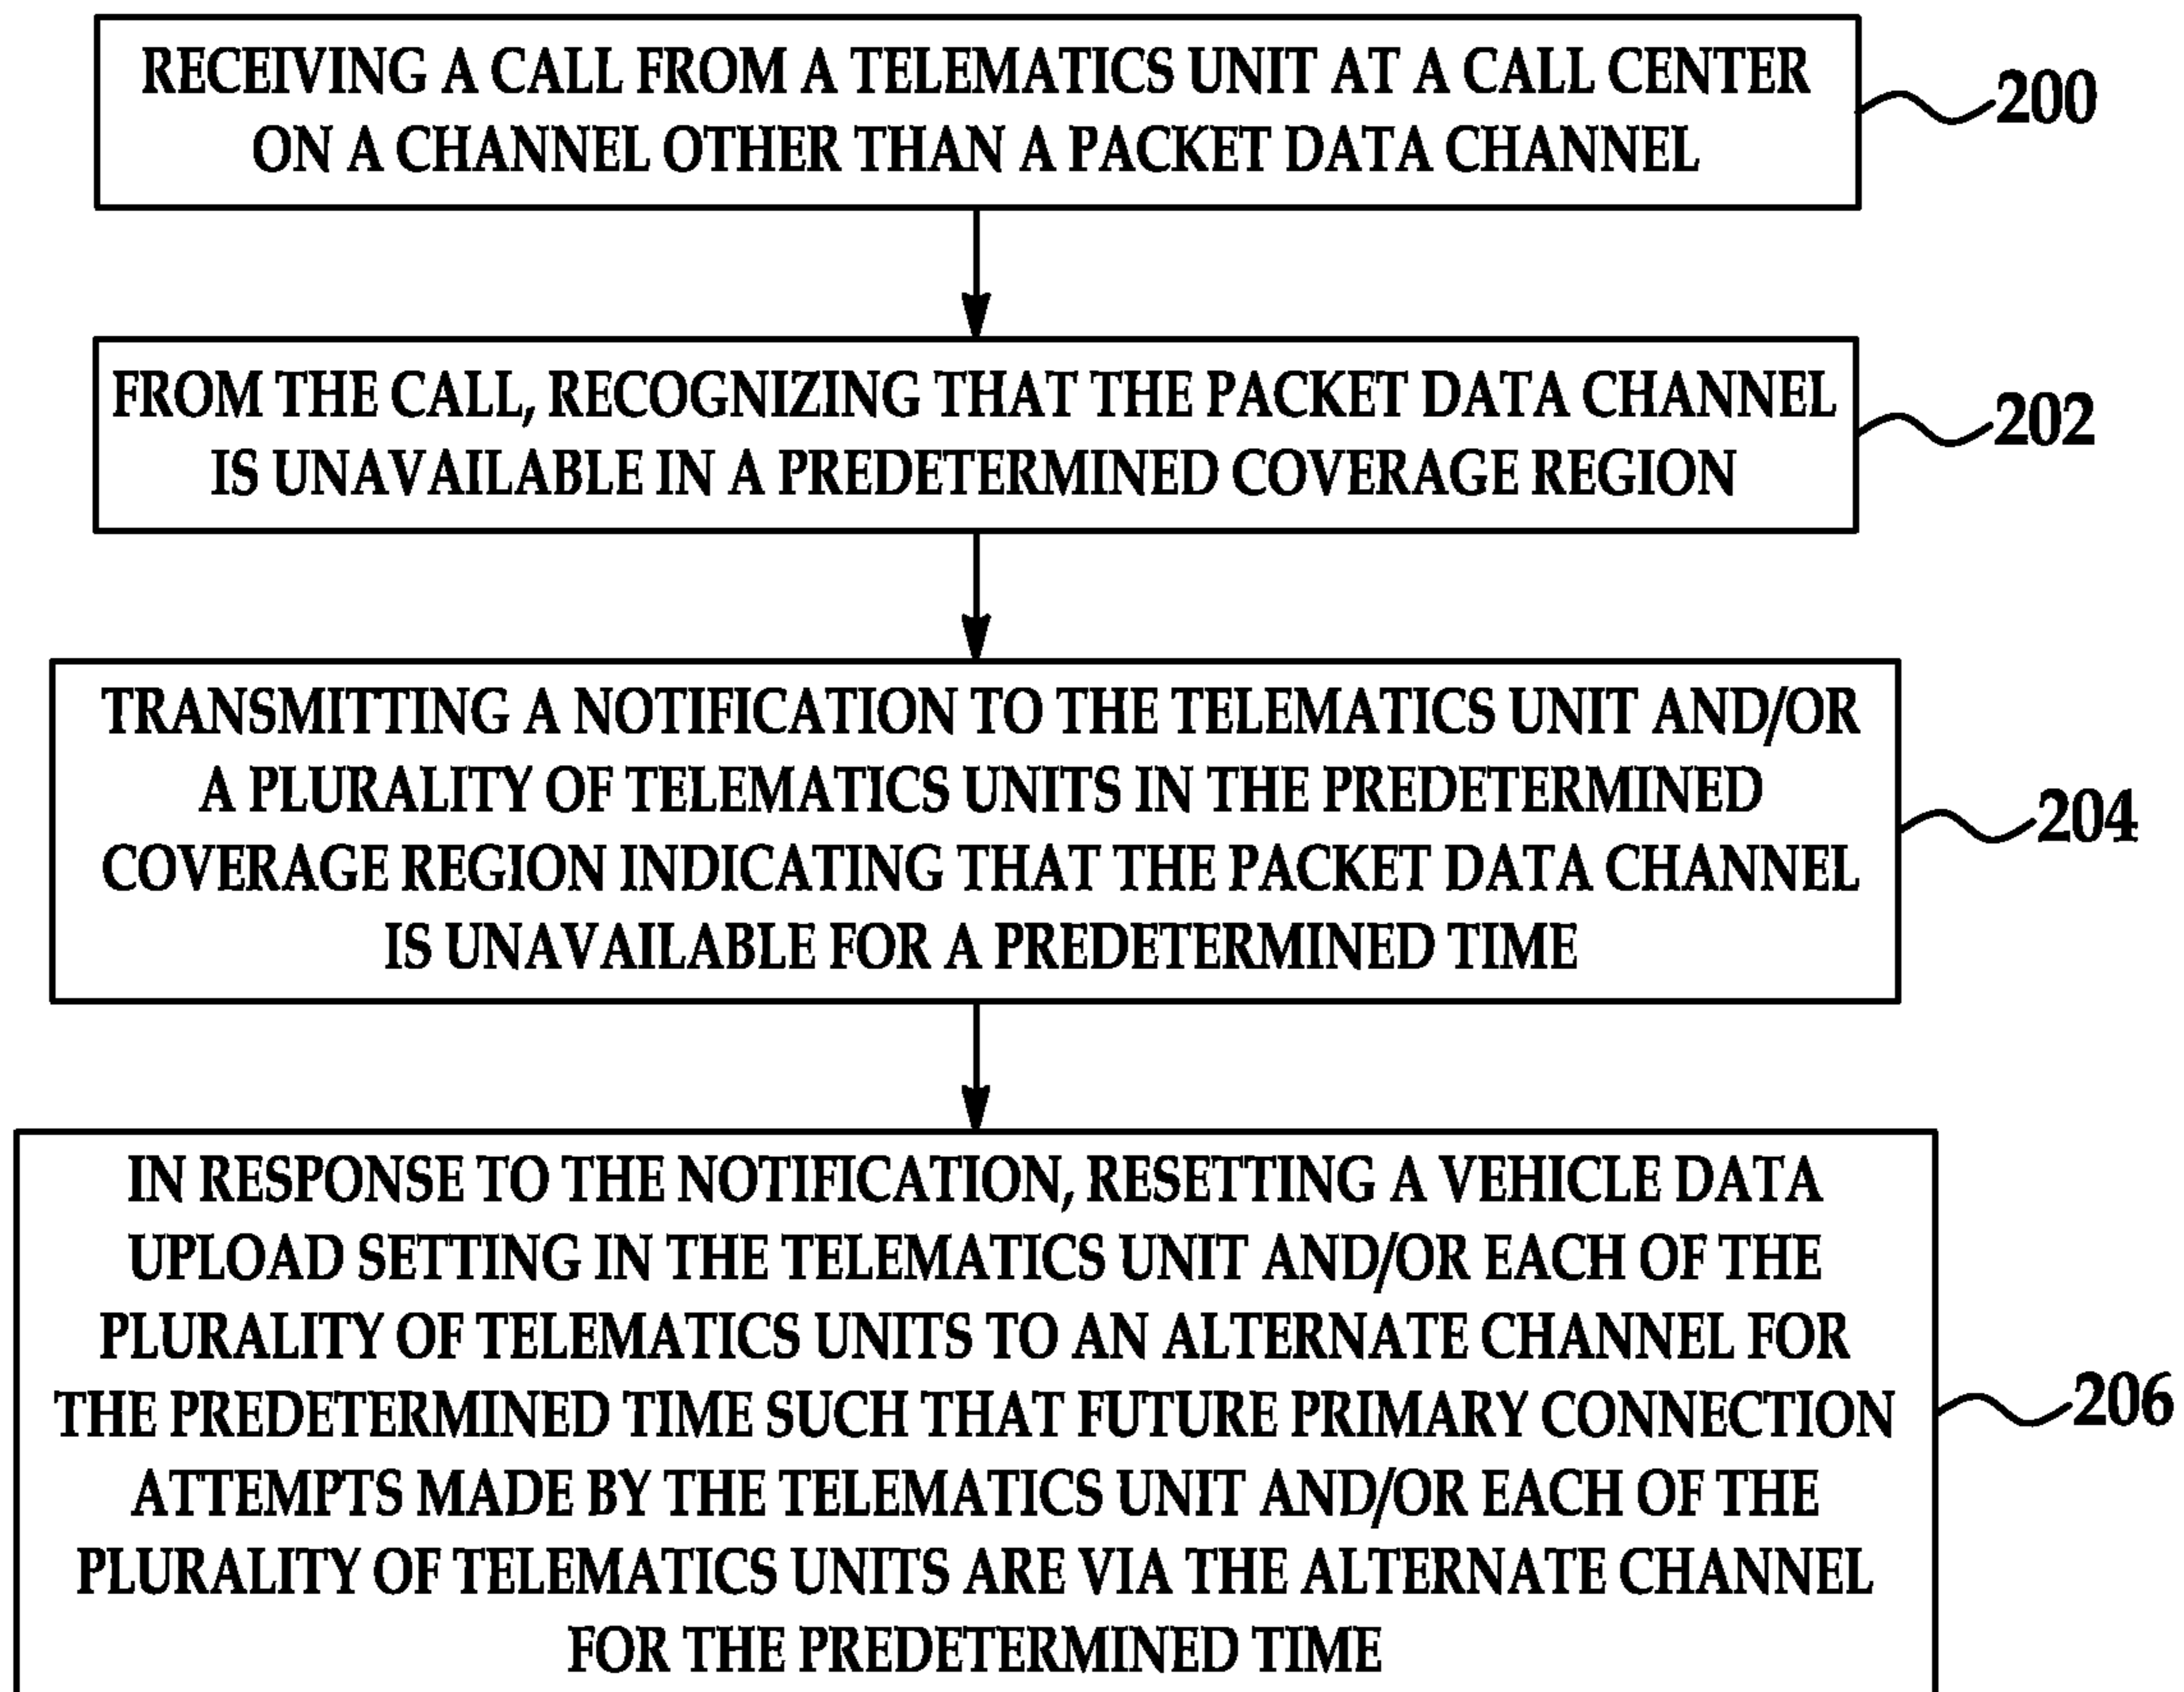 RECEIVING A CALL FROM A TELEMATICS UNIT AT A CALL CENTER
ON A CHANNEL OTHER THAN A PACKET DATA CHANNEL
200
FROM THE CALL, RECOGNIZING THAT THE PACKET DATA CHANNEL
IS UNAVAILABLE IN A PREDETERMINED COVERAGE REGION
202
TRANSMITTING A NOTIFICATION TO THE TELEMATICS UNIT AND/OR
A PLURALITY OF TELEMATICS UNITS IN THE PREDETERMINED
COVERAGE REGION INDICATING THAT THE PACKET DATA CHANNEL
IS UNAVAILABLE FOR A PREDETERMINED TIME
204
IN RESPONSE TO THE NOTIFICATION, RESETTING A VEHICLE DATA
UPLOAD SETTING IN THE TELEMATICS UNIT AND/OR EACH OF THE
PLURALITY OF TELEMATICS UNITS TO AN ALTERNATE CHANNEL FOR
THE PREDETERMINED TIME SUCH THAT FUTURE PRIMARY CONNECTION
ATTEMPTS MADE BY THE TELEMATICS UNIT AND/OR EACH OF THE
PLURALITY OF TELEMATICS UNITS ARE VIA THE ALTERNATE CHANNEL
FOR THE PREDETERMINED TIME
206